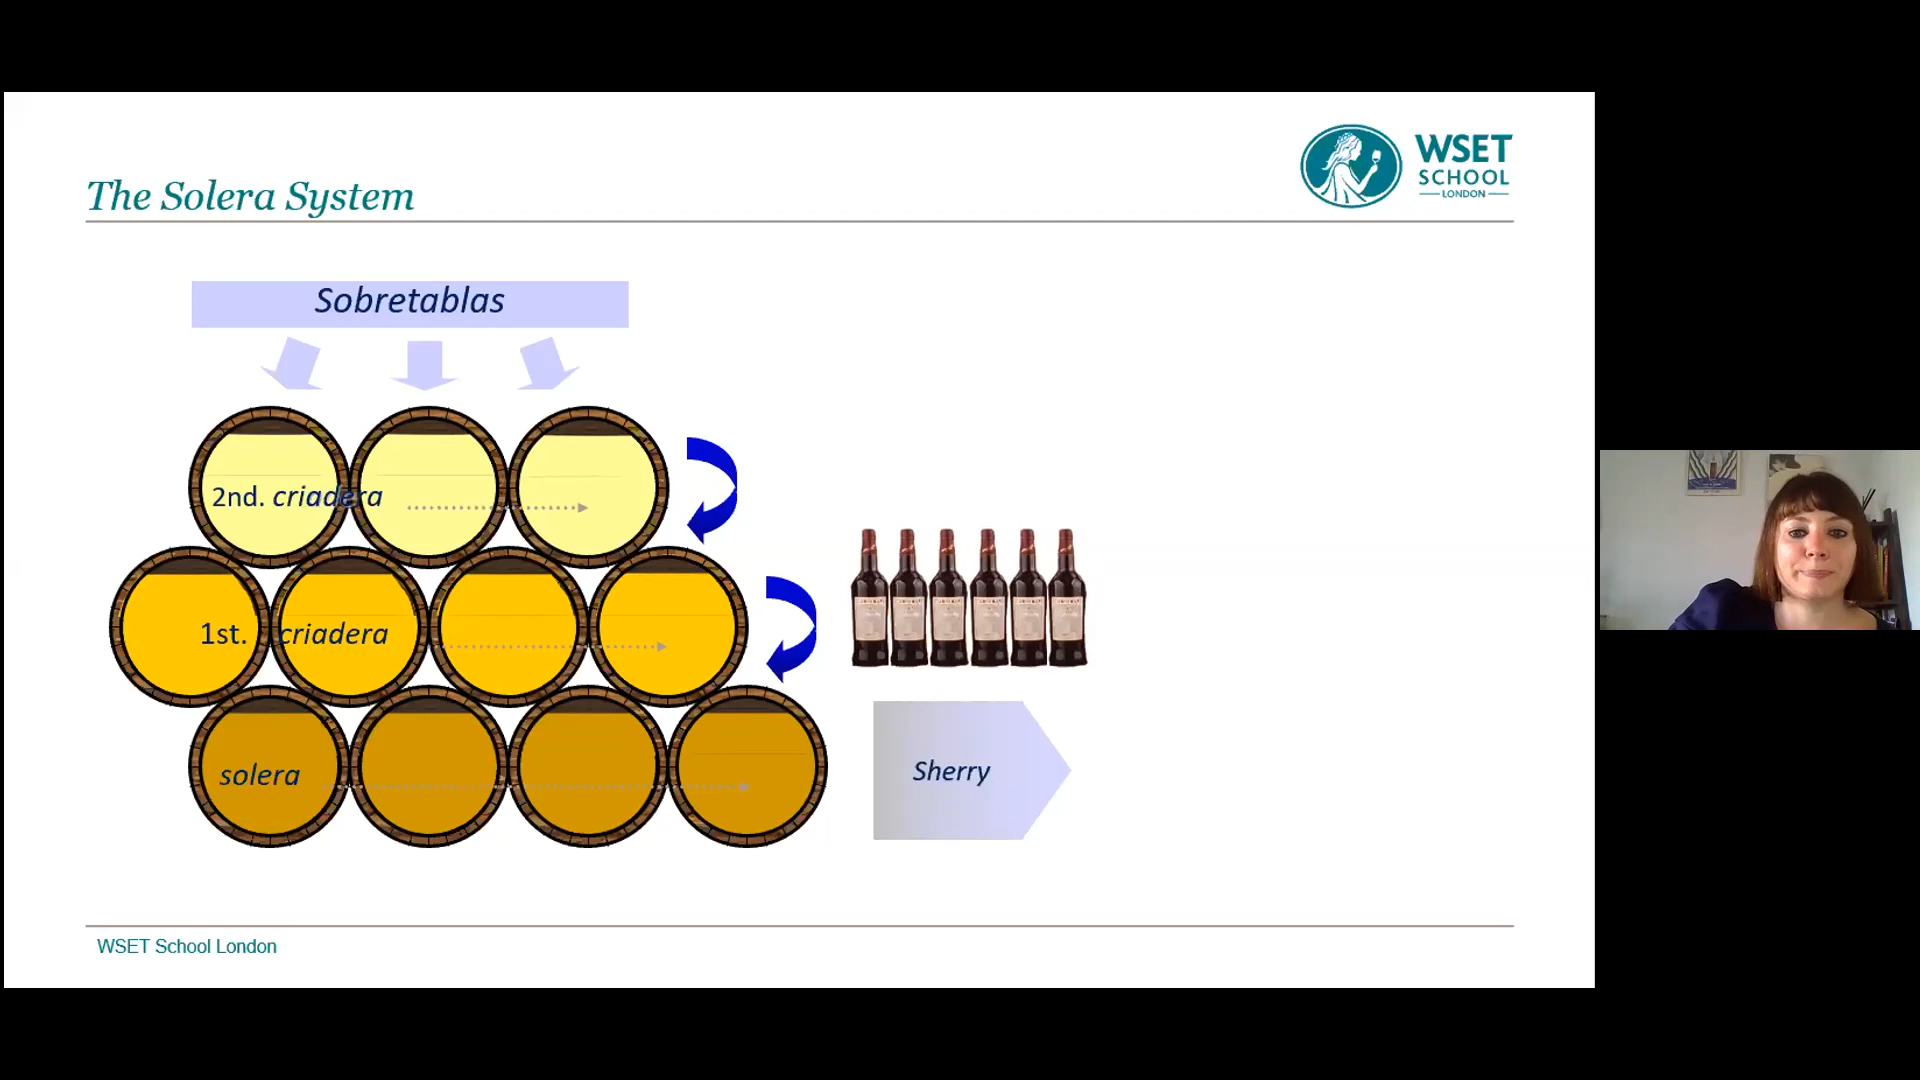 The Solera System
WSET
SCHOOL
LONDON
Sobretablas
2nd. criadera
1st. criadera
solera
Sherry
WSET School London